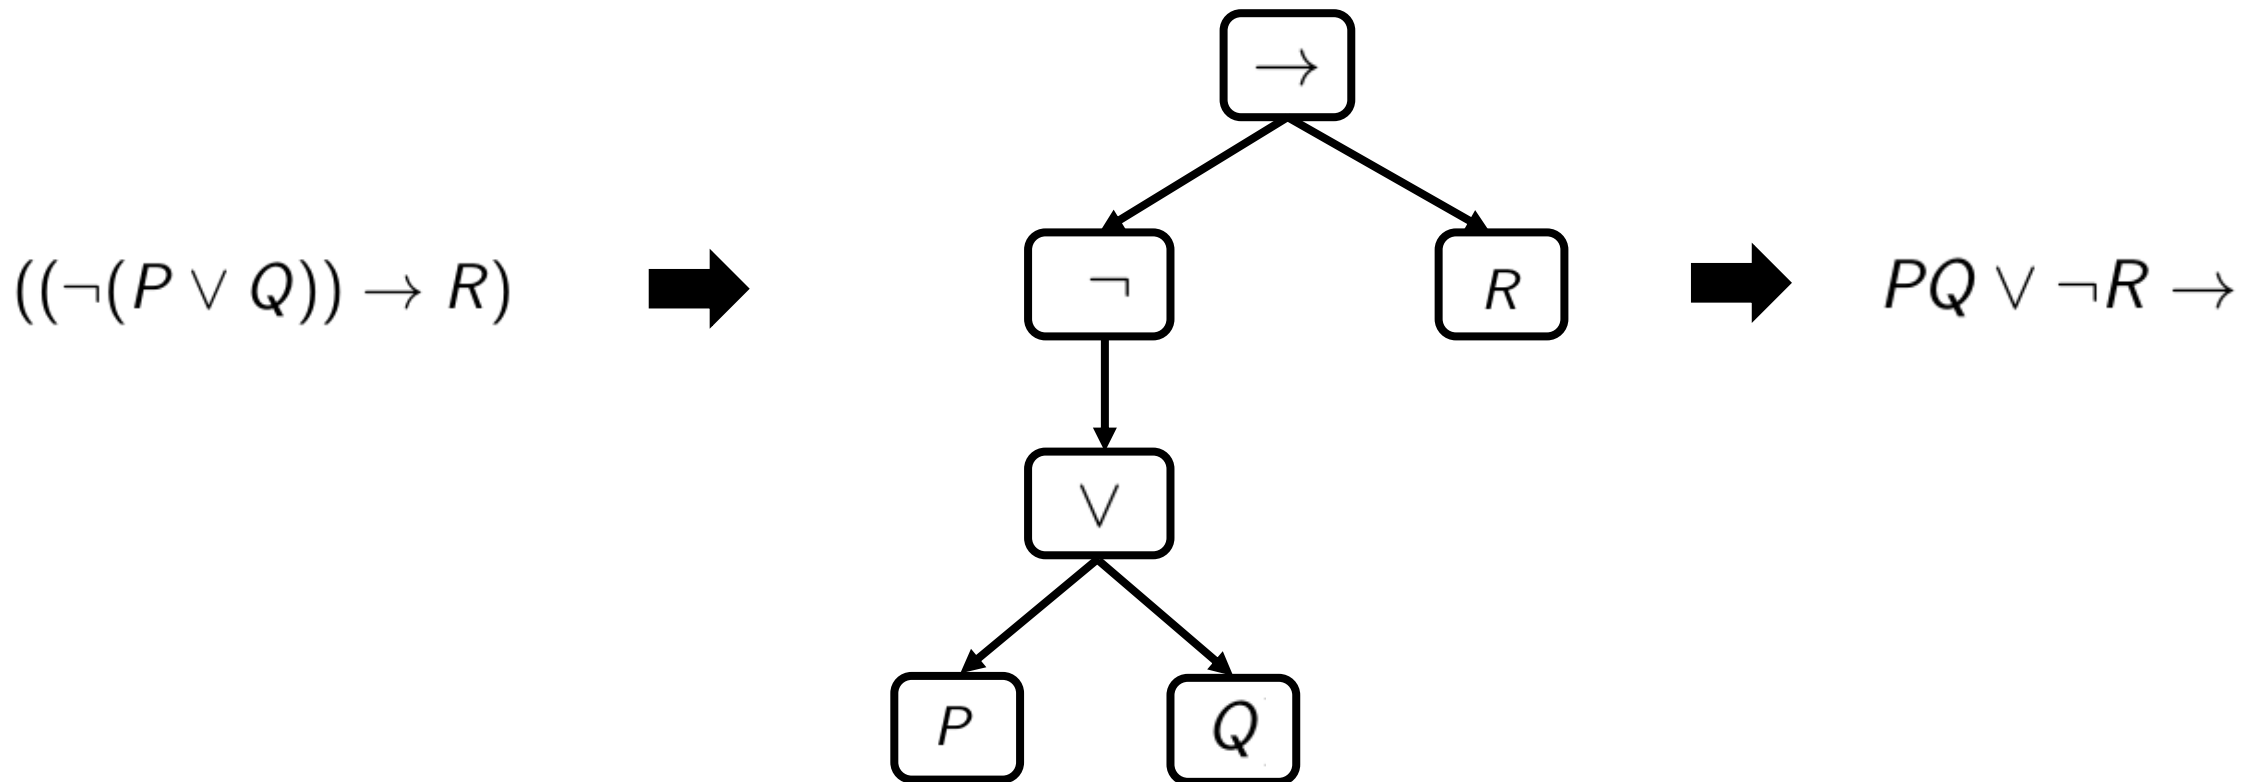 →
((¬(P ∨ Q)) → R)
¬
R
PQ ∨ ¬R →
∨
P
Q